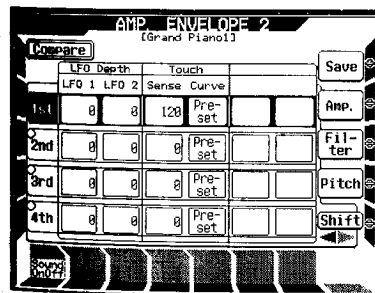 AMP. ENVELOPE 2
[Grand Piano1]
Compare
Save
LFO Depth Touch
LFO 1 LFO 2 Sense Curve
1st 0 0 120 Pre-set
Amp.
2nd 0 0 0 Pre-set
Fil-ter
3rd 0 0 0 Pre-set
Pitch
4th 0 0 0 Pre-set
Shift
Sound
On/Off